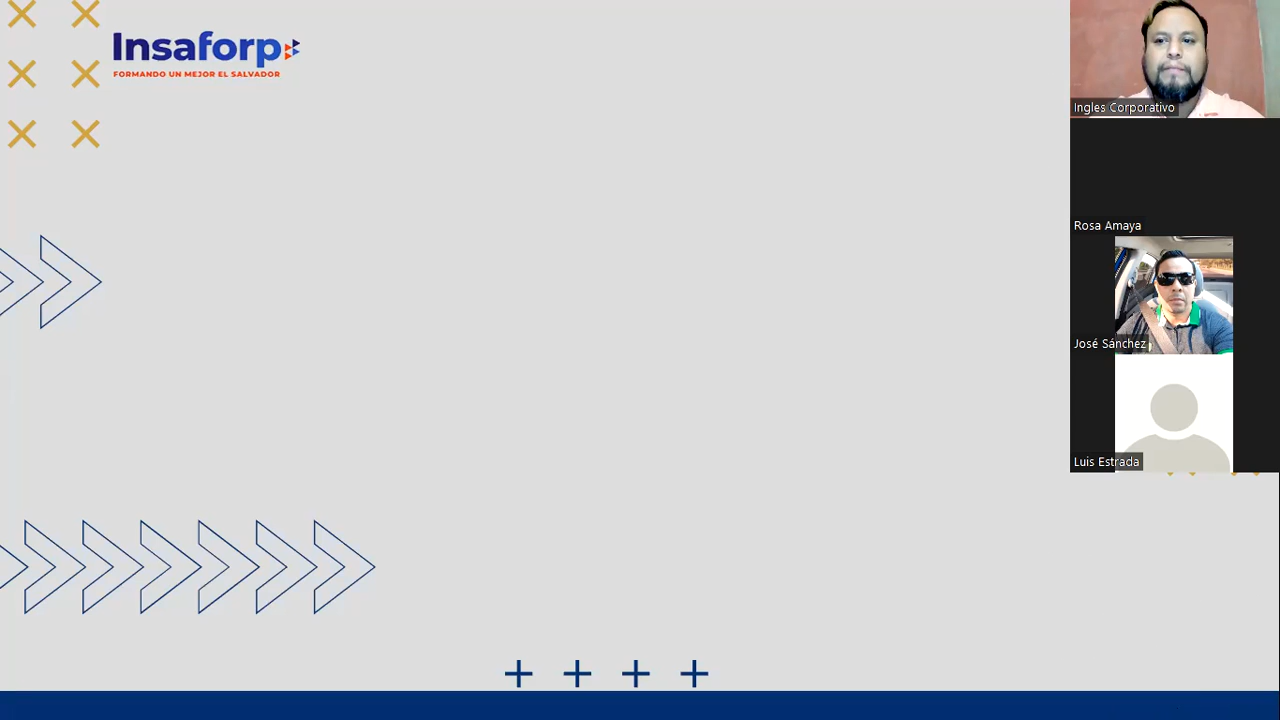 Insaforp
FORMANDO UN MEJOR EL SALVADOR
Ingles Corporativo
Rosa Amaya
José Sánchez
Luis Estrada